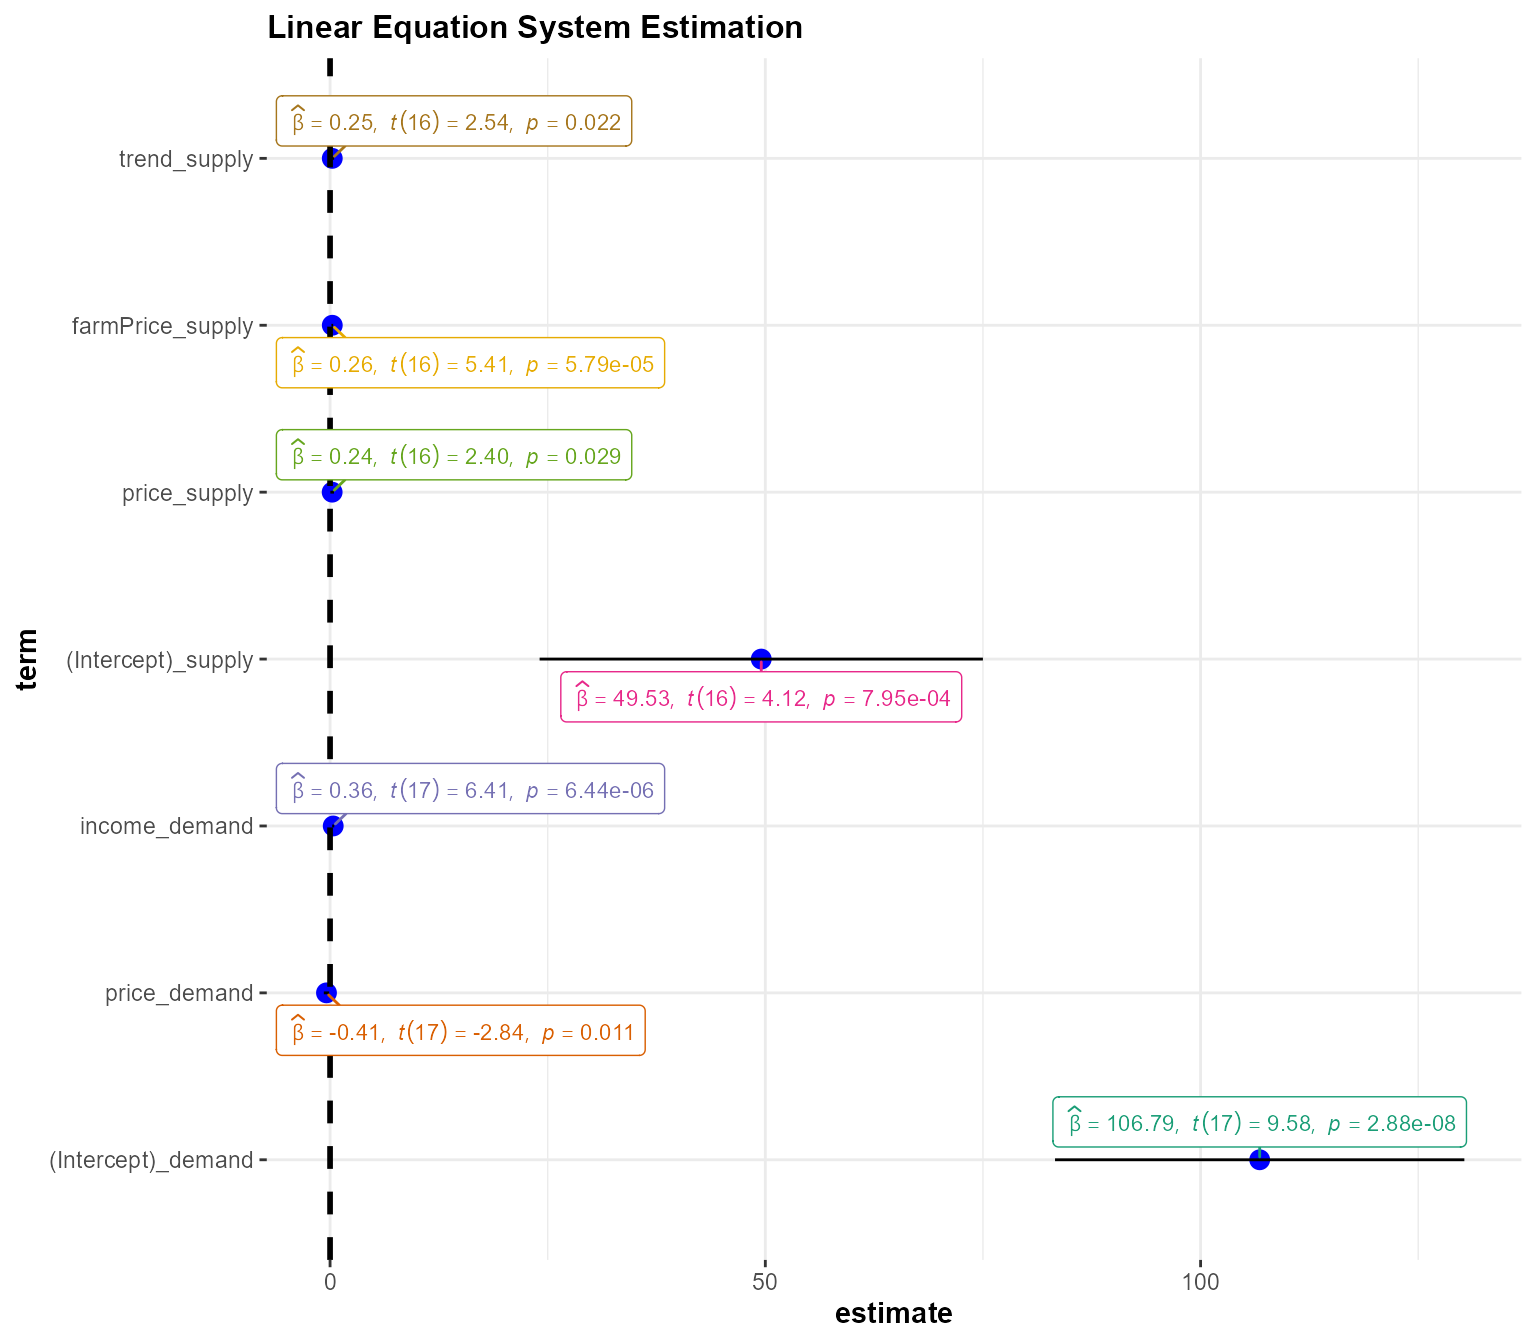 Linear Equation System Estimation
β̂ = 0.25, t(16) = 2.54, p = 0.022
trend_supply
farmPrice_supply
β̂ = 0.26, t(16) = 5.41, p = 5.79e-05
β̂ = 0.24, t(16) = 2.40, p = 0.029
price_supply
term
(Intercept)_supply
β̂ = 49.53, t(16) = 4.12, p = 7.95e-04
β̂ = 0.36, t(17) = 6.41, p = 6.44e-06
income_demand
price_demand
β̂ = -0.41, t(17) = -2.84, p = 0.011
β̂ = 106.79, t(17) = 9.58, p = 2.88e-08
(Intercept)_demand
0 50 100
estimate